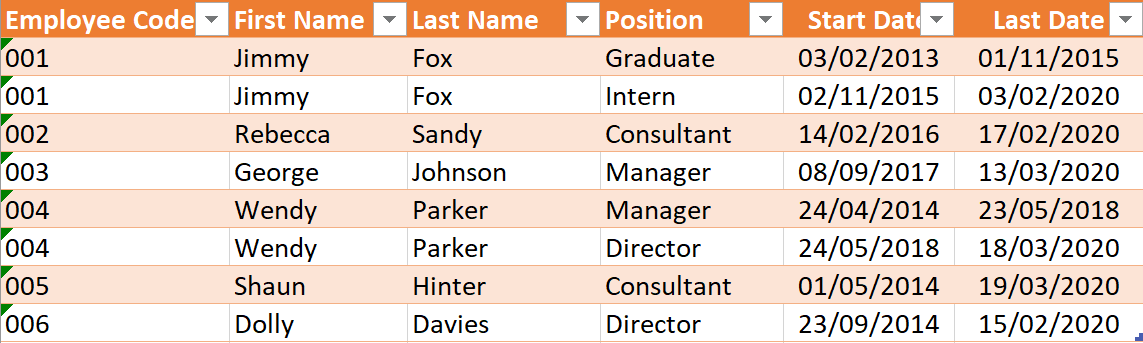 Employee Code First Name Last Name Position Start Date Last Date
001 Jimmy Fox Graduate 03/02/2013 01/11/2015
001 Jimmy Fox Intern 02/11/2015 03/02/2020
002 Rebecca Sandy Consultant 14/02/2016 17/02/2020
003 George Johnson Manager 08/09/2017 13/03/2020
004 Wendy Parker Manager 24/04/2014 23/05/2018
004 Wendy Parker Director 24/05/2018 18/03/2020
005 Shaun Hinter Consultant 01/05/2014 19/03/2020
006 Dolly Davies Director 23/09/2014 15/02/2020